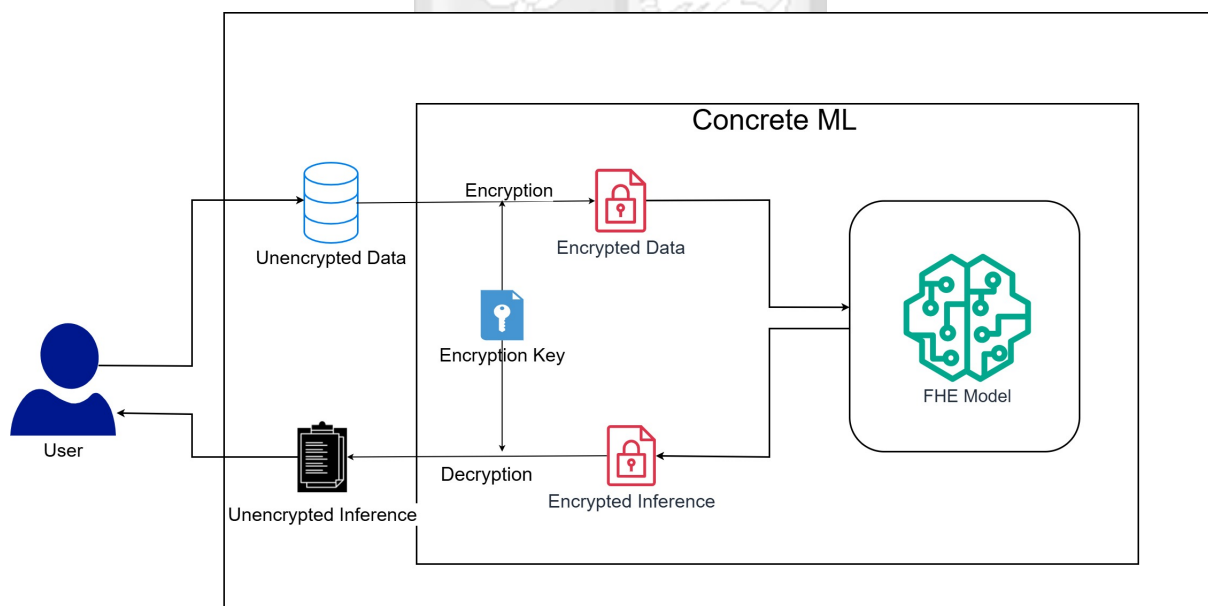 Concrete ML
Encryption
Unencrypted Data
Encrypted Data
Encryption Key
FHE Model
User
Decryption
Encrypted Inference
Unencrypted Inference